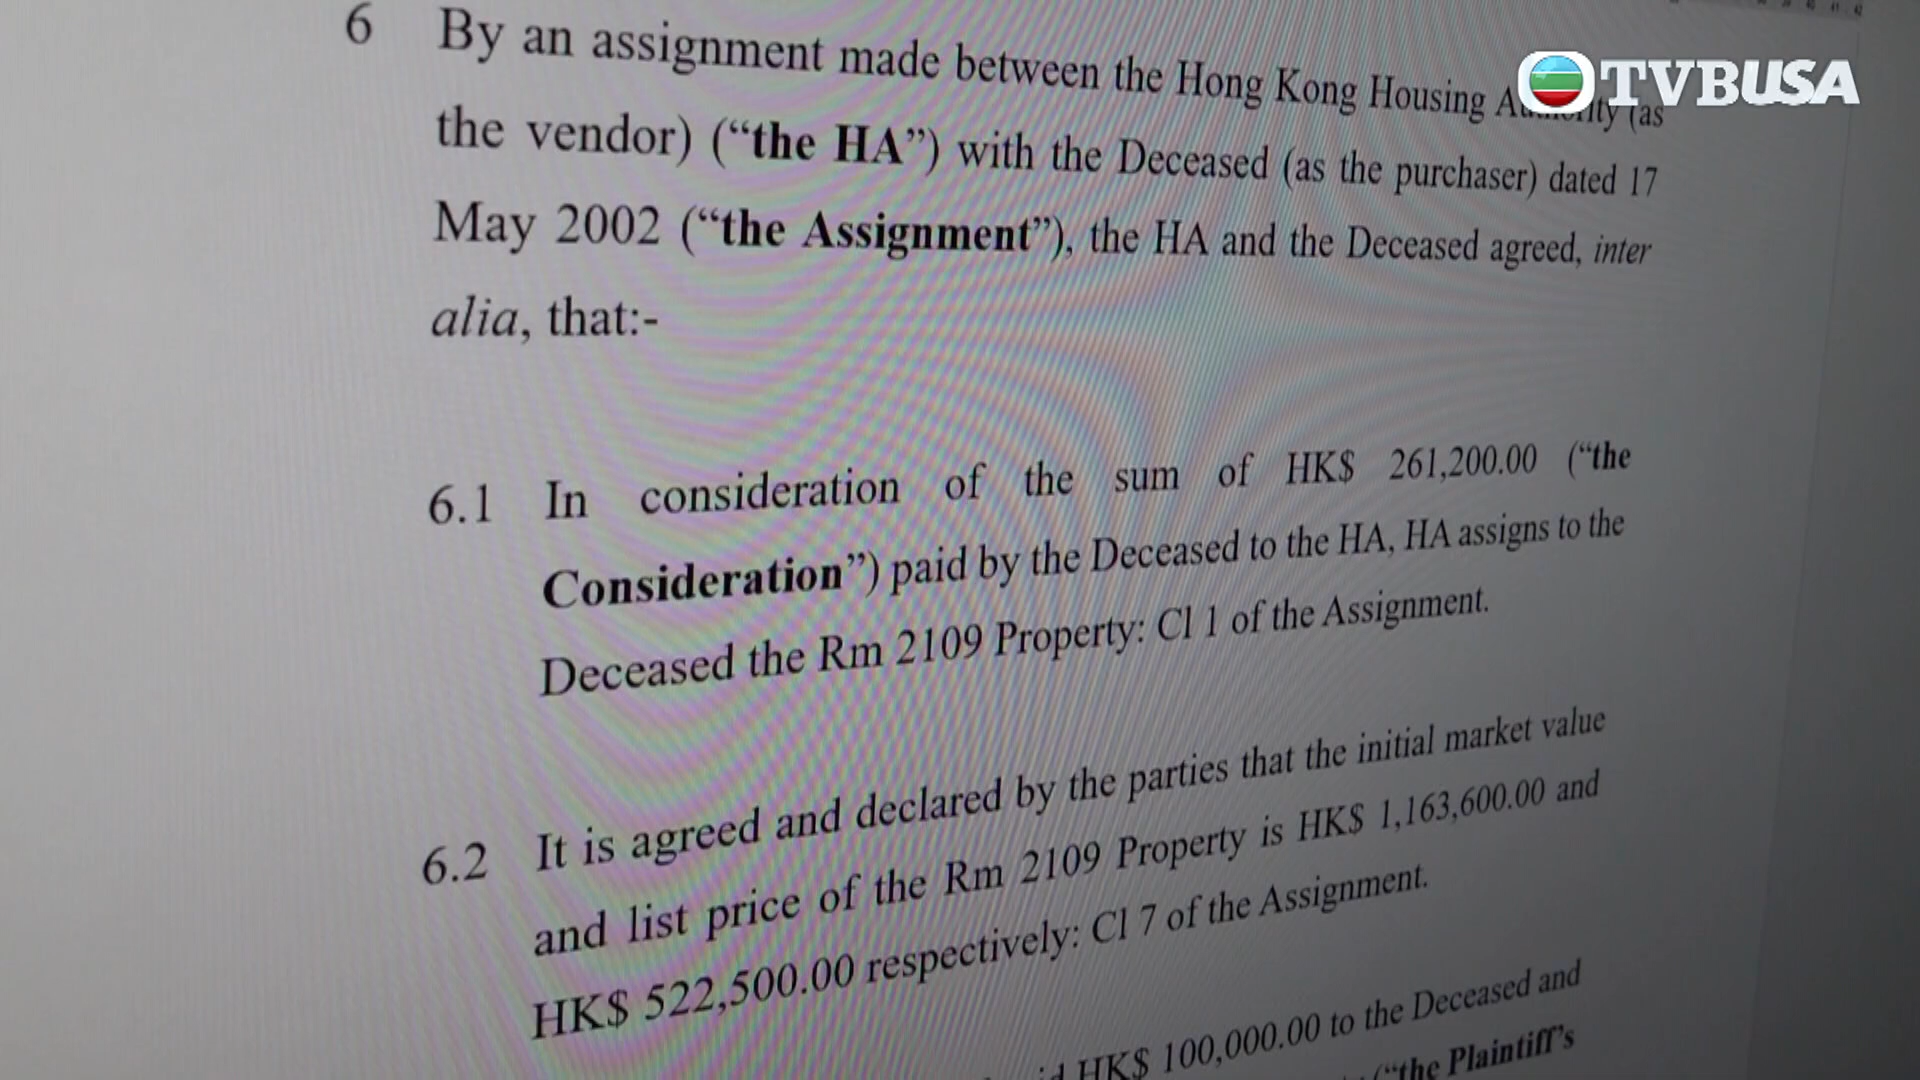 TVBUSA
6 By an assignment made between the Hong Kong Housing Authority (as
the vendor) (“the HA”) with the Deceased (as the purchaser) dated 17
May 2002 (“the Assignment”), the HA and the Deceased agreed, inter
alia, that:-
6.1 In consideration of the sum of HK$ 261,200.00 (“the
Consideration”) paid by the Deceased to the HA, HA assigns to the
Deceased the Rm 2109 Property: Cl 1 of the Assignment.
6.2 It is agreed and declared by the parties that the initial market value
and list price of the Rm 2109 Property is HK$ 1,163,600.00 and
HK$ 522,500.00 respectively: Cl 7 of the Assignment.
HK$ 100,000.00 to the Deceased and
(“the Plaintiff’s